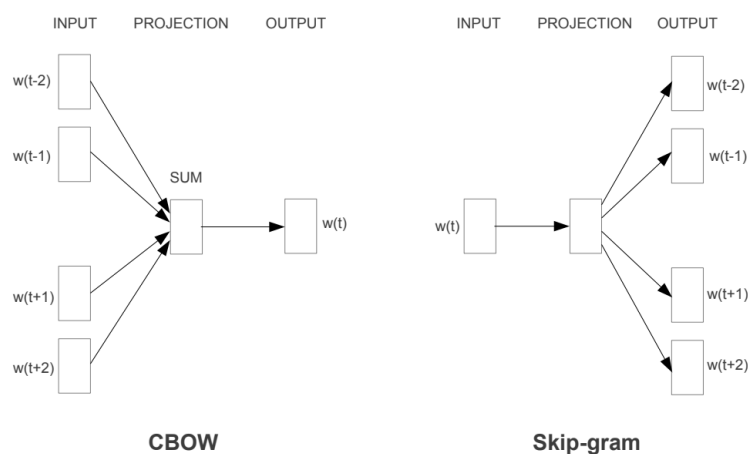 INPUT PROJECTION OUTPUT
w(t-2)
w(t-1)
SUM
w(t)
w(t+1)
w(t+2)
CBOW
INPUT PROJECTION OUTPUT
w(t-2)
w(t-1)
w(t)
w(t+1)
w(t+2)
Skip-gram